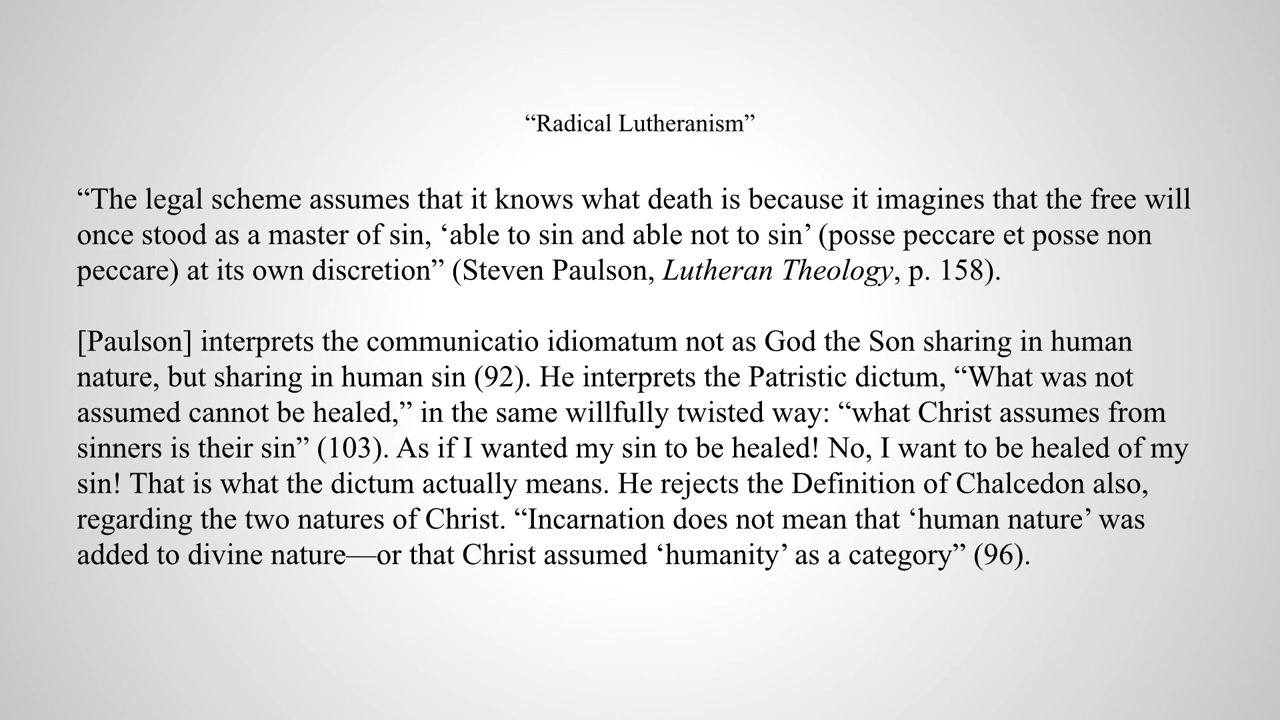 “Radical Lutheranism”
“The legal scheme assumes that it knows what death is because it imagines that the free will
once stood as a master of sin, ‘able to sin and able not to sin’ (posse peccare et posse non
peccare) at its own discretion” (Steven Paulson, Lutheran Theology, p. 158).
[Paulson] interprets the communicatio idiomatum not as God the Son sharing in human
nature, but sharing in human sin (92). He interprets the Patristic dictum, “What was not
assumed cannot be healed,” in the same willfully twisted way: “what Christ assumes from
sinners is their sin” (103). As if I wanted my sin to be healed! No, I want to be healed of my
sin! That is what the dictum actually means. He rejects the Definition of Chalcedon also,
regarding the two natures of Christ. “Incarnation does not mean that ‘human nature’ was
added to divine nature—or that Christ assumed ‘humanity’ as a category” (96).